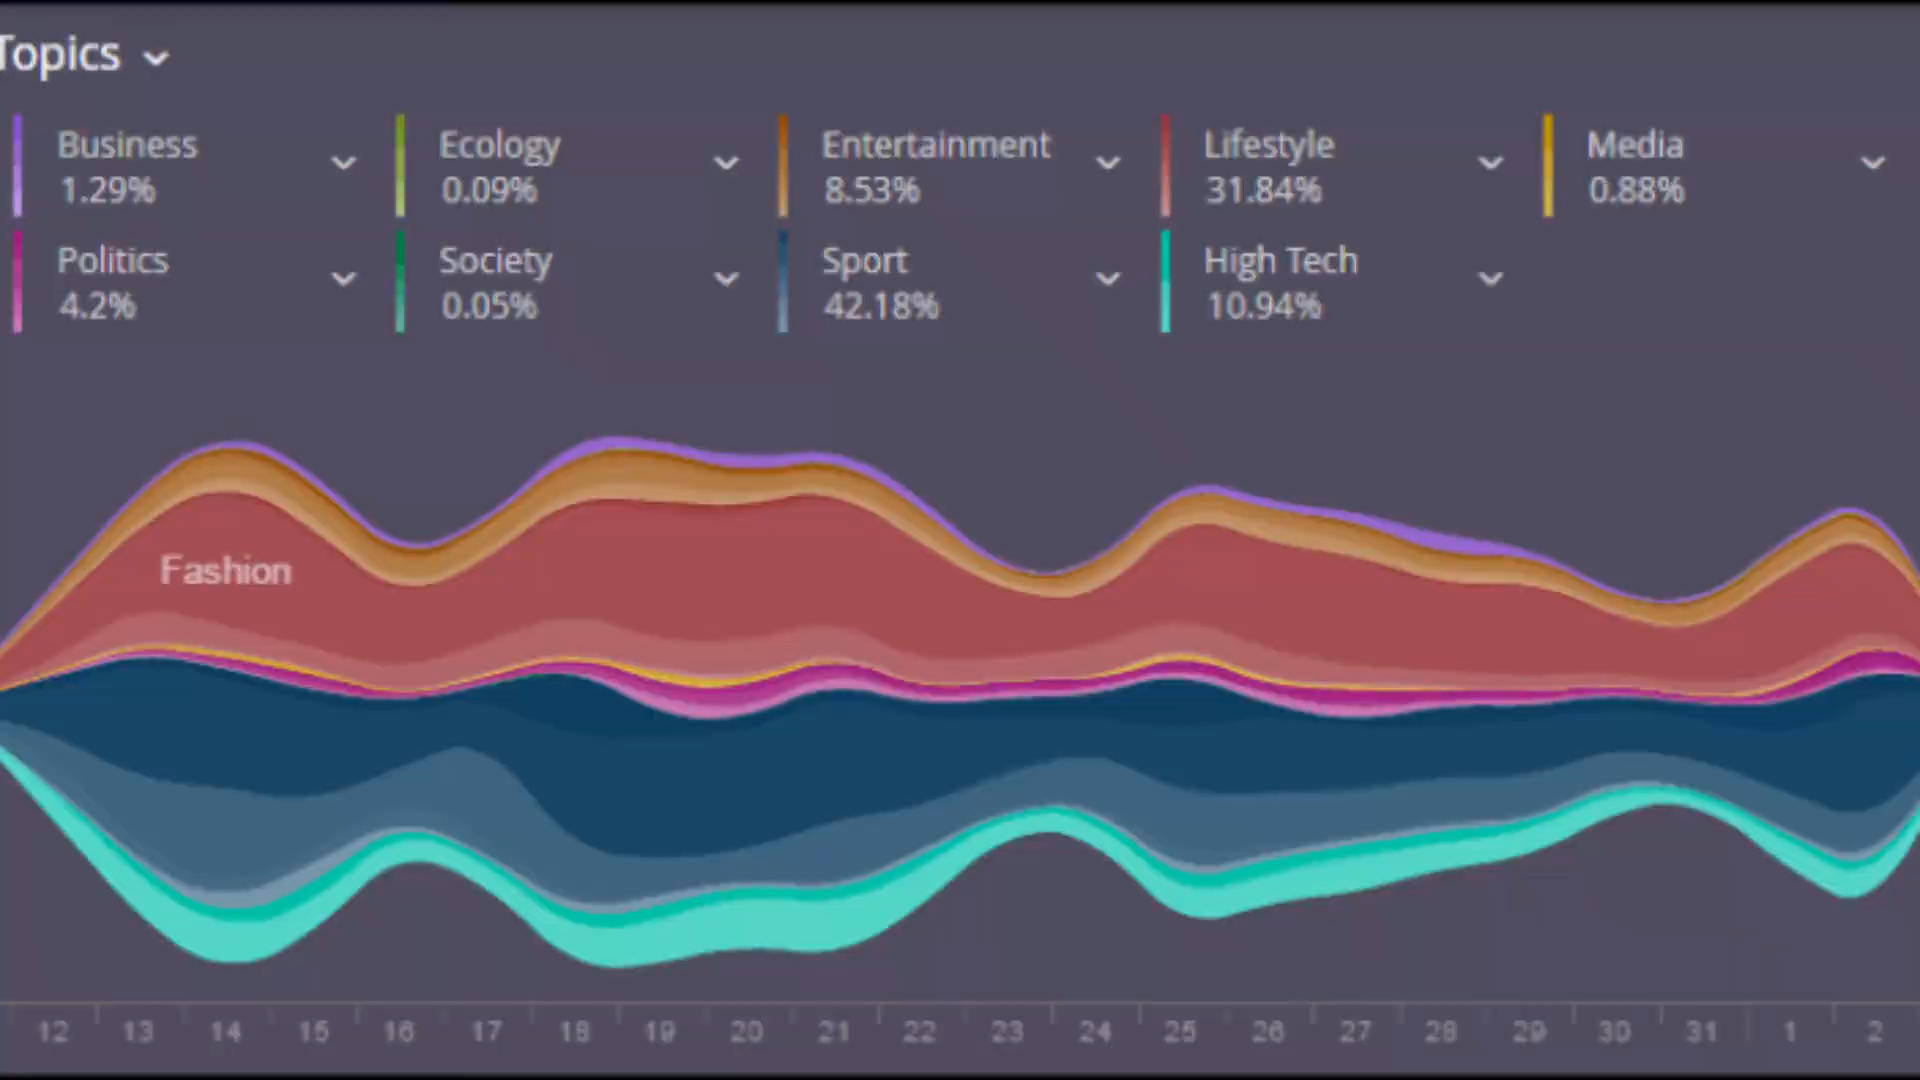 Topics
Business Ecology Entertainment Lifestyle Media
1.29% 0.09% 8.53% 31.84% 0.88%
Politics Society Sport High Tech
4.2% 0.05% 42.18% 10.94%
Fashion
12 13 14 15 16 17 18 19 20 21 22 23 24 25 26 27 28 29 30 31 1 2